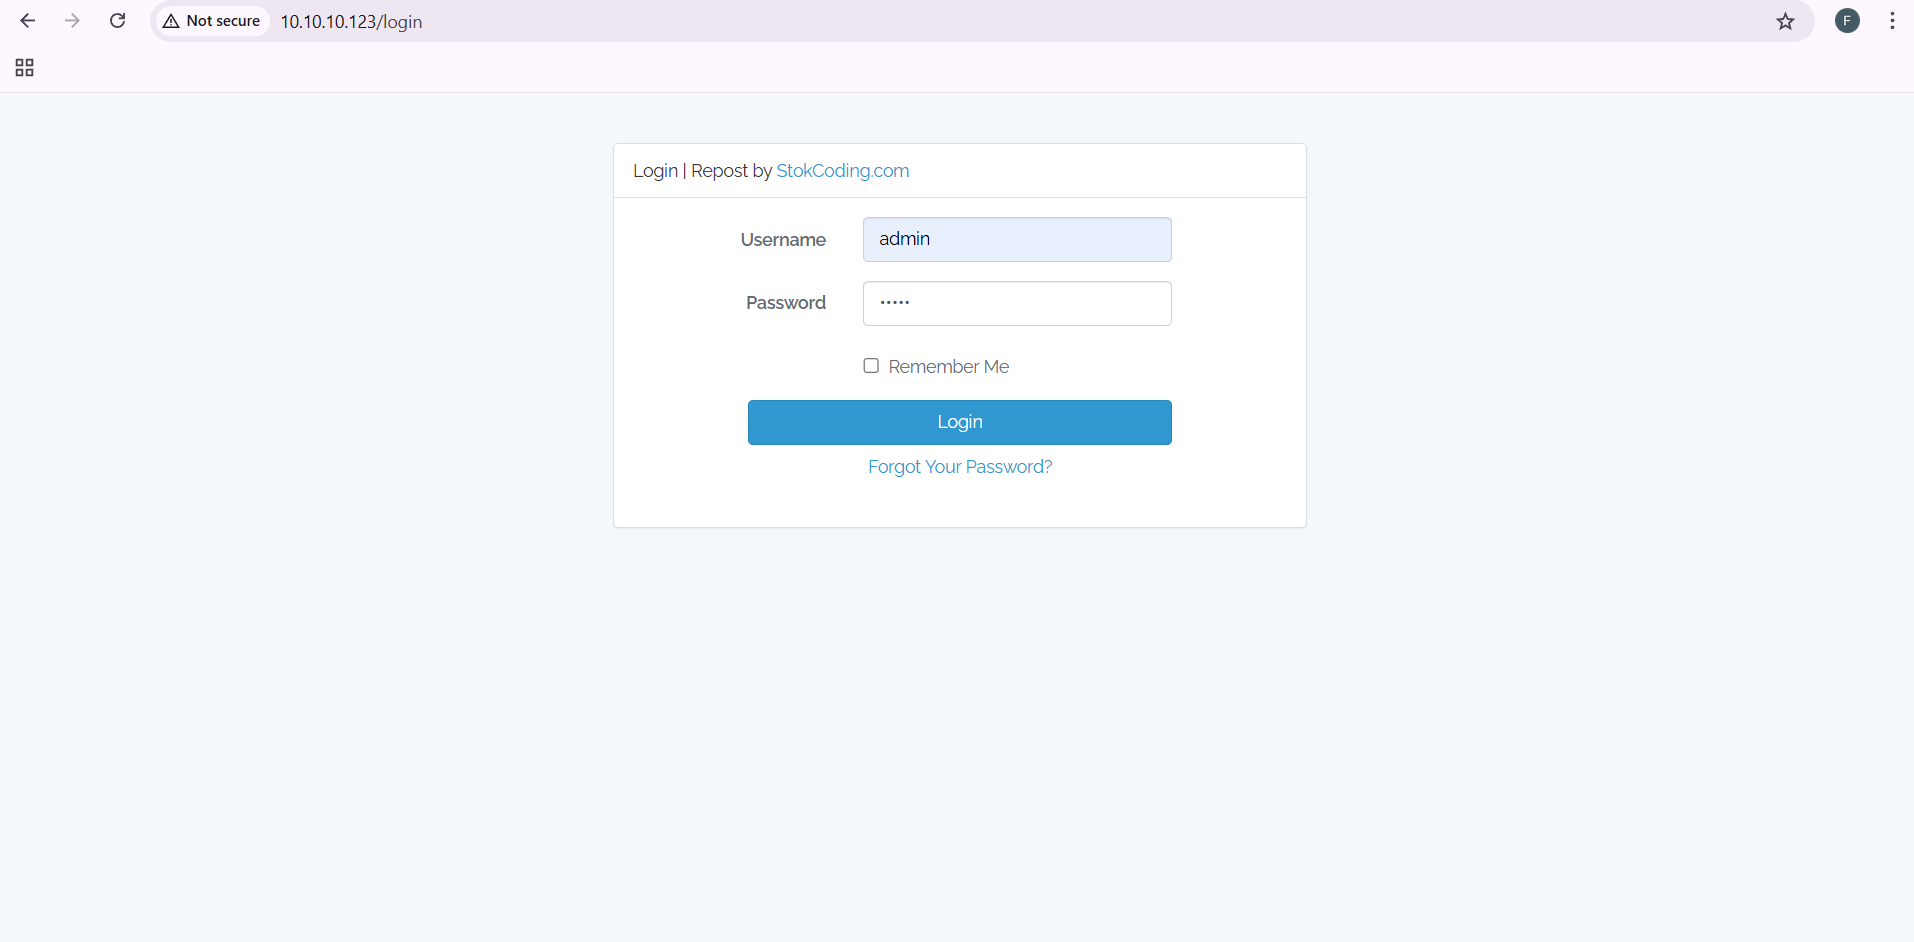 Not secure 10.10.10.123/login F
Login | Repost by StokCoding.com
Username admin
Password •••••
Remember Me
Login
Forgot Your Password?